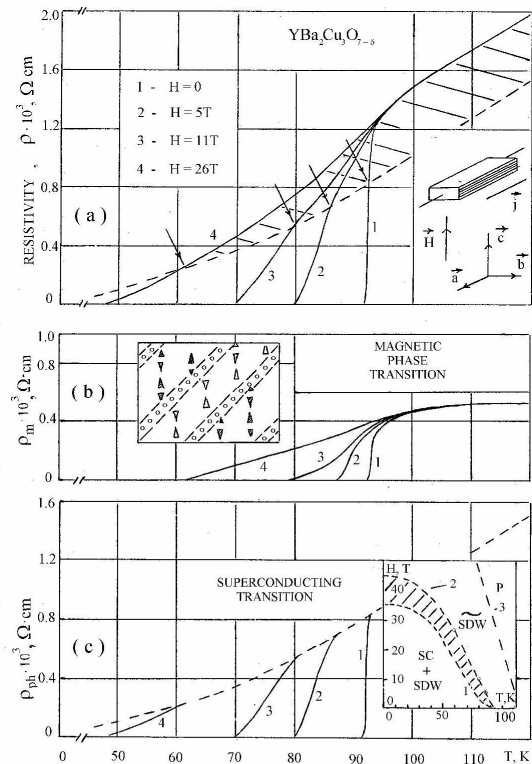 YBa2Cu3O7-δ
1 - H = 0
2 - H = 5T
3 - H = 11T
4 - H = 26T
RESISTIVITY , ρ·10³, Ω cm
2.0
1.6
1.2
0.8
0.4
0
( a )
4
3
2
1
H
c
j
a
b
MAGNETIC
PHASE
TRANSITION
ρm·10³, Ω·cm
1.0
0.8
0.4
0
( b )
4
3
2
1
SUPERCONDUCTING
TRANSITION
ρph·10³, Ω·cm
1.6
1.2
0.8
0.4
0
( c )
4
3
2
1
H, T
40
30
20
10
0
2
P
3
SDW
SC
+
SDW
1
T,K
0 50 100
0 50 60 70 80 90 100 110 T, K